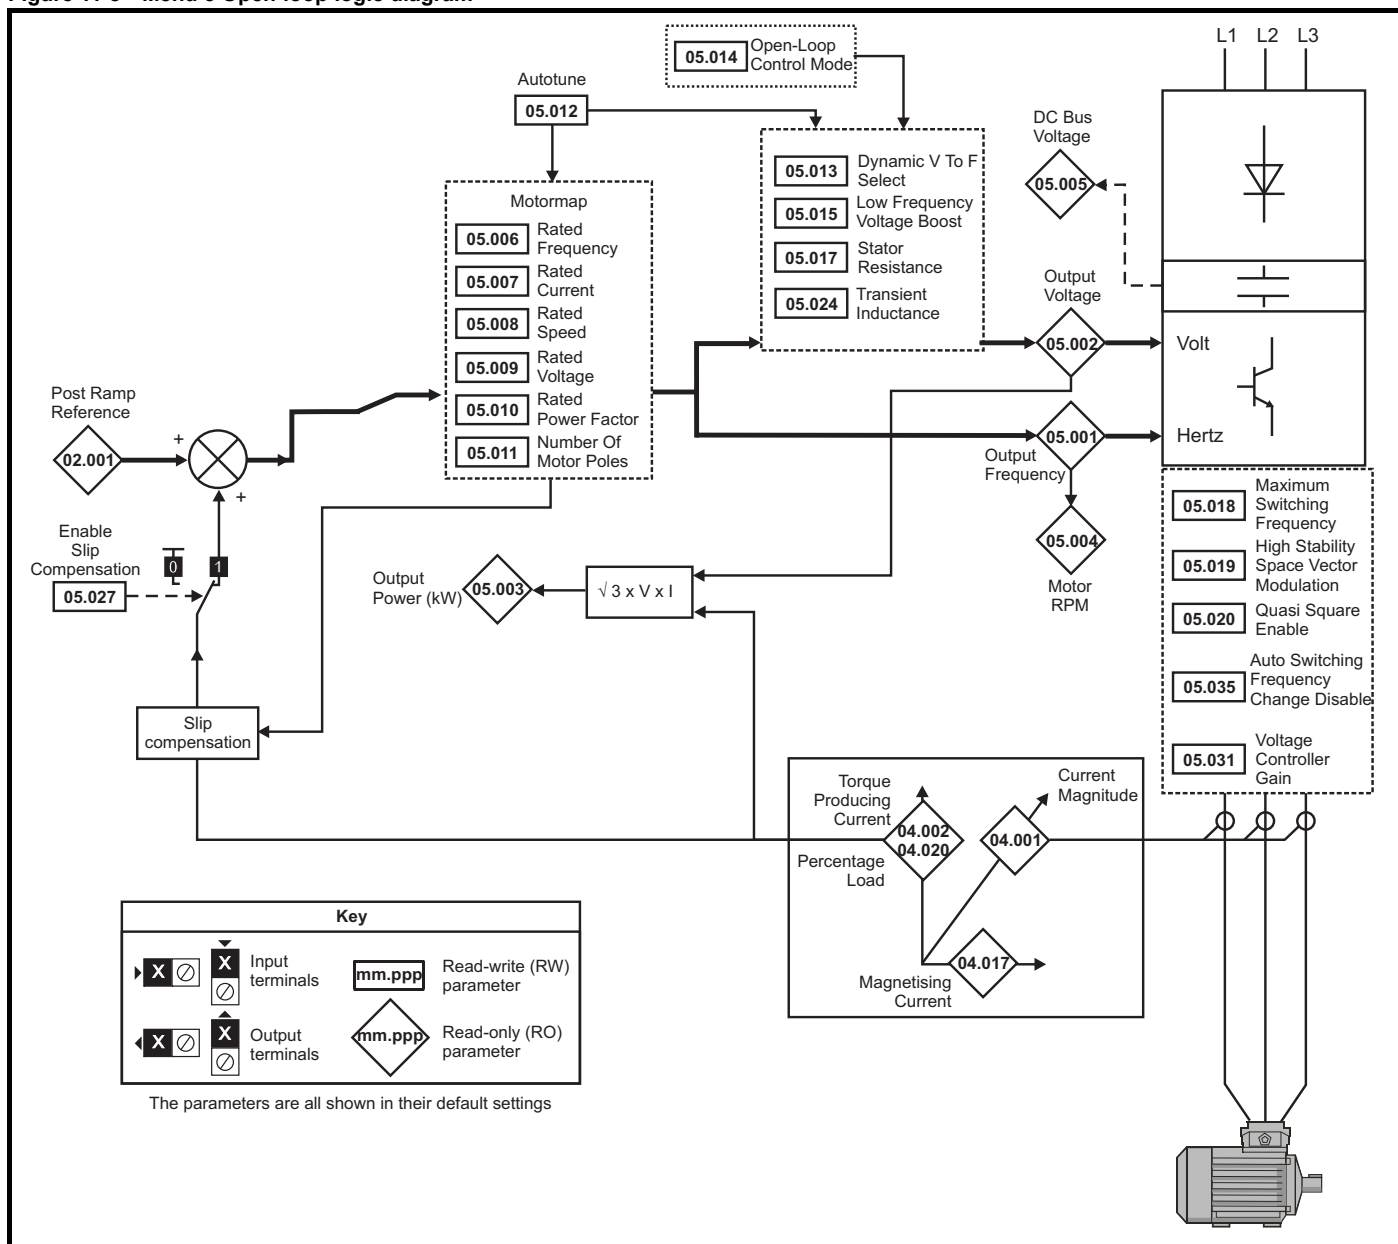 Figure 11-8   Menu 5 Open-loop logic diagram
L1 L2 L3
05.014
Open-Loop
Control Mode
Autotune
05.012
DC Bus
Voltage
05.005
05.013
Dynamic V To F
Select
05.015
Low Frequency
Voltage Boost
05.017
Stator
Resistance
05.024
Transient
Inductance
Motormap
05.006
Rated
Frequency
05.007
Rated
Current
05.008
Rated
Speed
05.009
Rated
Voltage
05.010
Rated
Power Factor
05.011
Number Of
Motor Poles
Output
Voltage
05.002
Volt
Post Ramp
Reference
02.001
+
+
05.001
Output
Frequency
Hertz
05.004
Motor
RPM
Enable
Slip
Compensation
05.027
0
1
Output
Power (kW)
05.003
√ 3 x V x I
05.018
Maximum
Switching
Frequency
05.019
High Stability
Space Vector
Modulation
05.020
Quasi Square
Enable
05.035
Auto Switching
Frequency
Change Disable
05.031
Voltage
Controller
Gain
Slip
compensation
Torque
Producing
Current
04.002
04.020
Percentage
Load
Current
Magnitude
04.001
04.017
Magnetising
Current
Key
X
X
Input
terminals
mm.ppp
Read-write (RW)
parameter
X
X
Output
terminals
mm.ppp
Read-only (RO)
parameter
The parameters are all shown in their default settings